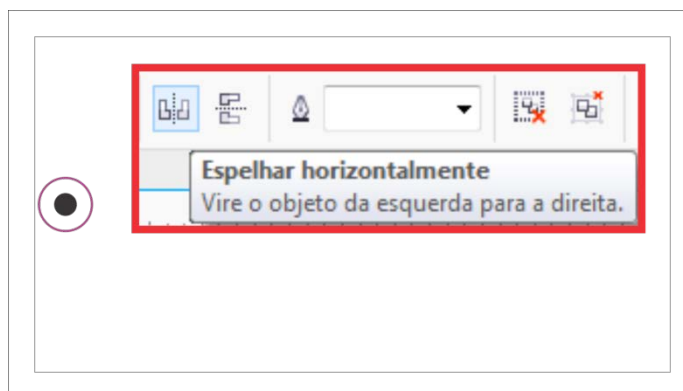 Espelhar horizontalmente
Vire o objeto da esquerda para a direita.